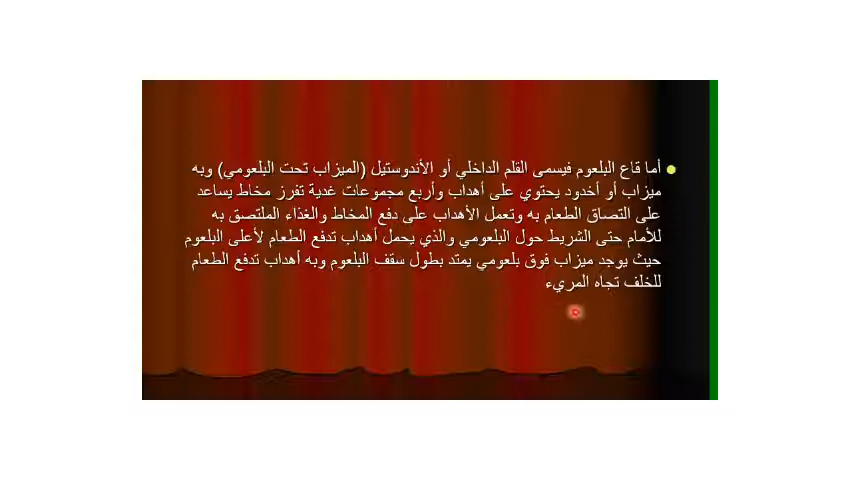 أما قاع البلعوم فيسمى القلم الداخلي أو الأندوستيل (الميزاب تحت البلعومي) وبه
ميزاب أو أخدود يحتوي على أهداب وأربع مجموعات غدية تفرز مخاط يساعد
على التصاق الطعام به وتعمل الأهداب على دفع المخاط والغذاء الملتصق به
للأمام حتى الشريط حول البلعومي والذي يحمل أهداب تدفع الطعام لأعلى البلعوم
حيث يوجد ميزاب فوق بلعومي يمتد بطول سقف البلعوم وبه أهداب تدفع الطعام
للخلف تجاه المريء